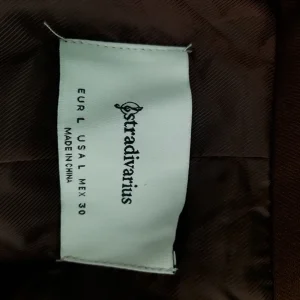 stradivarius
EUR L USA L MEX 30
MADE IN CHINA